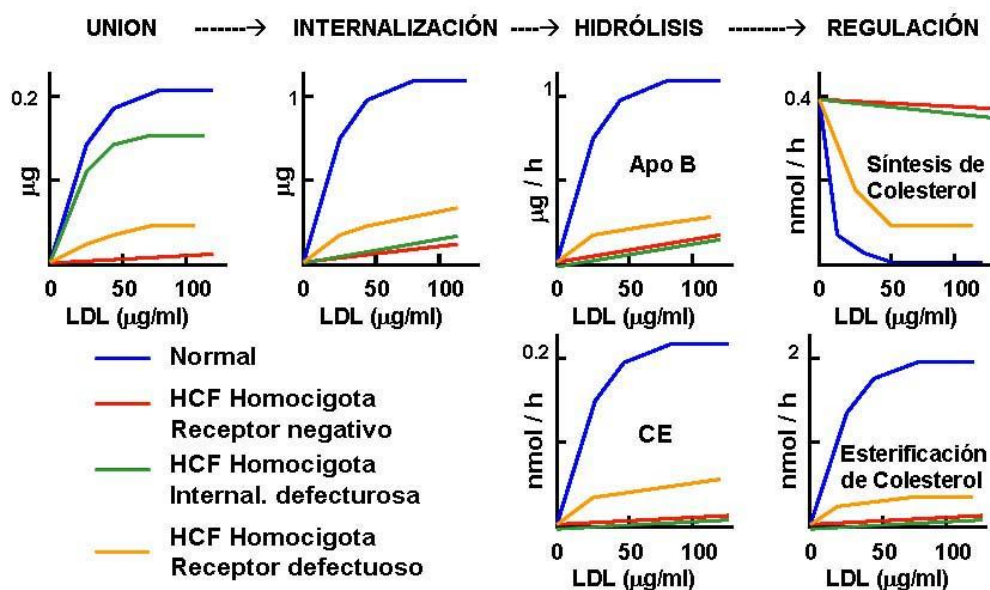 UNION -------> INTERNALIZACIÓN ----> HIDRÓLISIS --------> REGULACIÓN
0.2
µg
0 50 100
LDL (µg/ml)
1
µg
0 50 100
LDL (µg/ml)
1
µg / h
Apo B
0 50 100
LDL (µg/ml)
0.4
nmol / h
Síntesis de
Colesterol
0 50 100
LDL (µg/ml)
Normal
HCF Homocigota
Receptor negativo
HCF Homocigota
Internal. defecturosa
HCF Homocigota
Receptor defectuoso
0.2
nmol / h
CE
0 50 100
LDL (µg/ml)
2
nmol / h
Esterificación
de Colesterol
0 50 100
LDL (µg/ml)